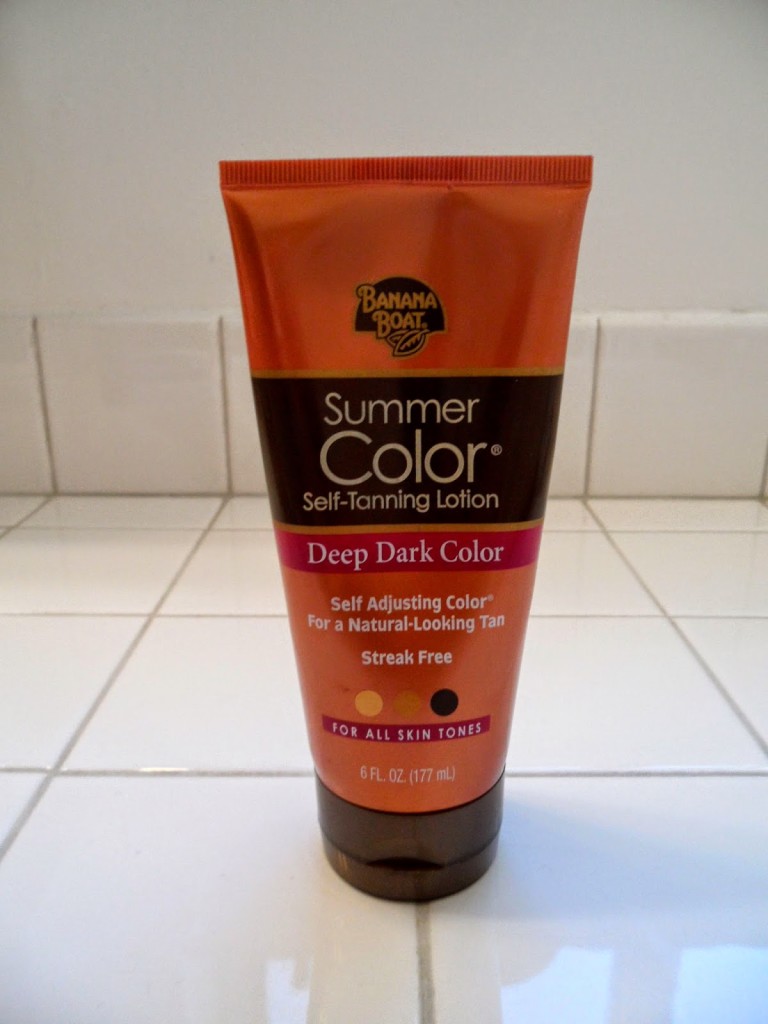 BANANA
BOAT®
Summer
Color®
Self-Tanning Lotion
Deep Dark Color
Self Adjusting Color®
For a Natural-Looking Tan
Streak Free
FOR ALL SKIN TONES
6 FL. OZ. (177 mL)